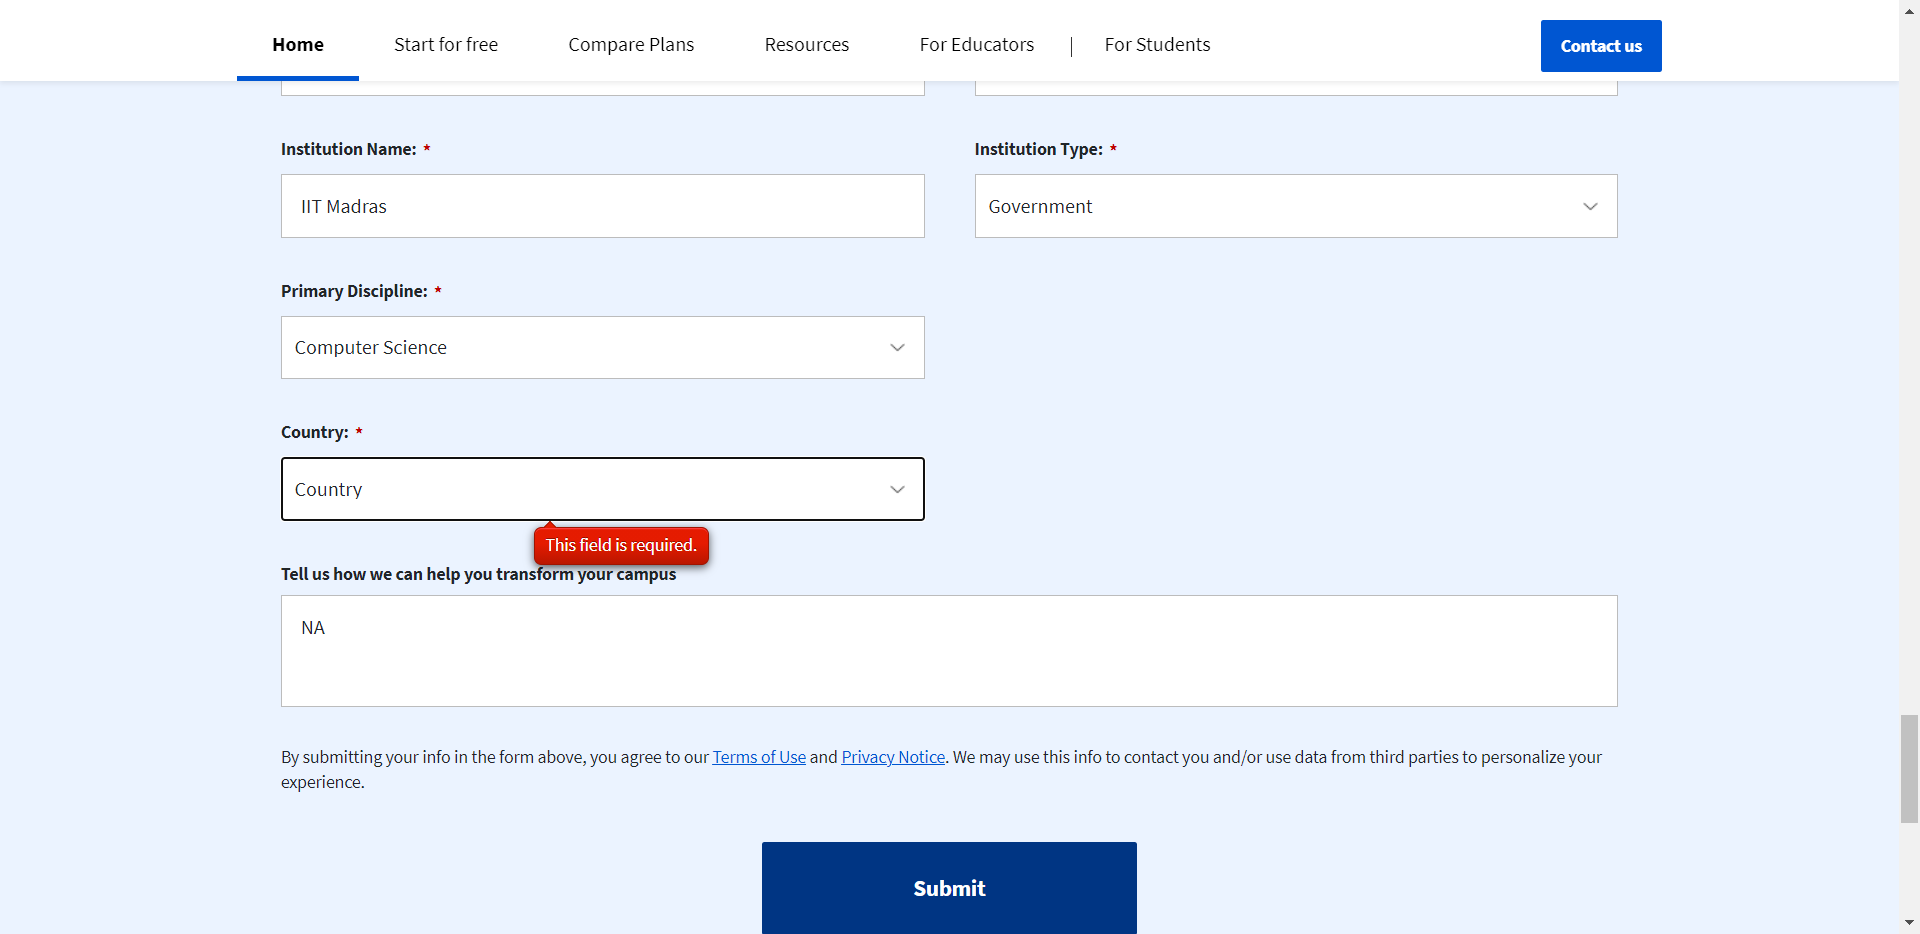 Home
Start for free
Compare Plans
Resources
For Educators
|
For Students
Contact us
Institution Name: *
Institution Type: *
IIT Madras
Government
Primary Discipline: *
Computer Science
Country: *
Country
This field is required.
Tell us how we can help you transform your campus
NA
By submitting your info in the form above, you agree to our Terms of Use and Privacy Notice. We may use this info to contact you and/or use data from third parties to personalize your
experience.
Submit